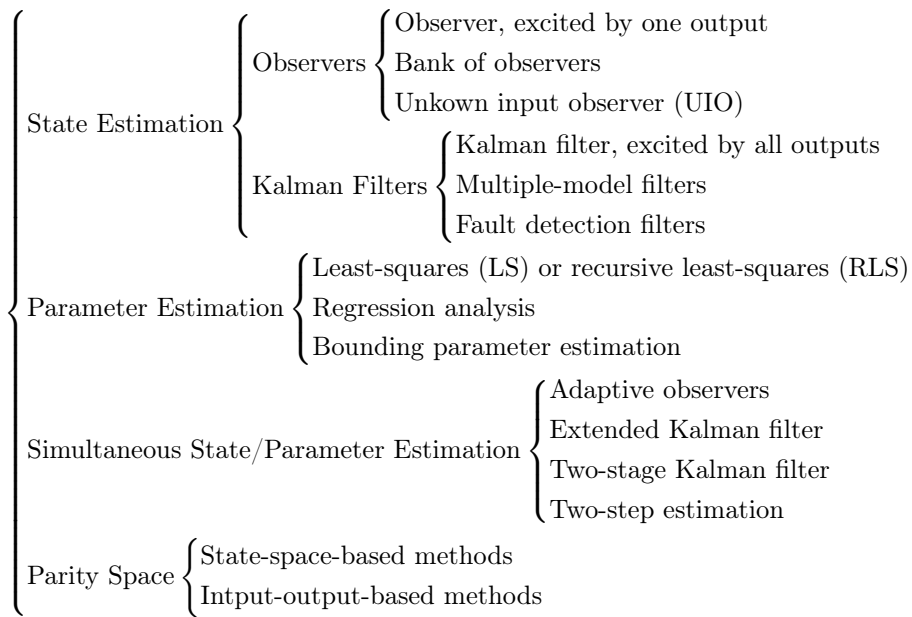 State Estimation
Observers
Observer, excited by one output
Bank of observers
Unkown input observer (UIO)
Kalman Filters
Kalman filter, excited by all outputs
Multiple-model filters
Fault detection filters
Parameter Estimation
Least-squares (LS) or recursive least-squares (RLS)
Regression analysis
Bounding parameter estimation
Simultaneous State/Parameter Estimation
Adaptive observers
Extended Kalman filter
Two-stage Kalman filter
Two-step estimation
Parity Space
State-space-based methods
Intput-output-based methods